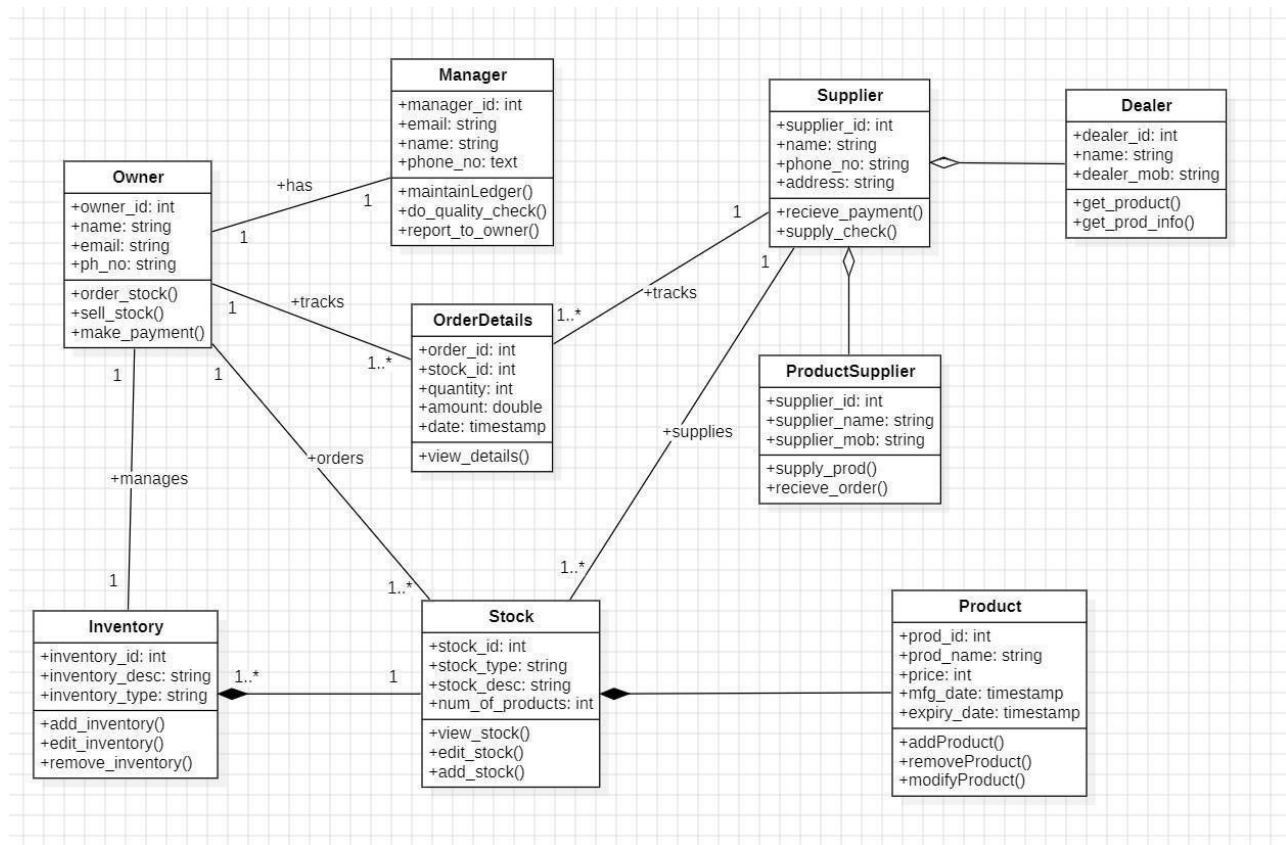 Manager
+manager_id: int
+email: string
+name: string
+phone_no: text
+maintainLedger()
+do_quality_check()
+report_to_owner()
Supplier
+supplier_id: int
+name: string
+phone_no: string
+address: string
+recieve_payment()
+supply_check()
Dealer
+dealer_id: int
+name: string
+dealer_mob: string
+get_product()
+get_prod_info()
Owner
+owner_id: int
+name: string
+email: string
+ph_no: string
+order_stock()
+sell_stock()
+make_payment()
+has
1
1
+tracks
1
1..*
OrderDetails
+order_id: int
+stock_id: int
+quantity: int
+amount: double
+date: timestamp
+view_details()
1
+tracks
1..*
1
+supplies
1..*
ProductSupplier
+supplier_id: int
+supplier_name: string
+supplier_mob: string
+supply_prod()
+recieve_order()
1
+manages
1
1
+orders
1..*
Inventory
+inventory_id: int
+inventory_desc: string
+inventory_type: string
+add_inventory()
+edit_inventory()
+remove_inventory()
1..*
1
Stock
+stock_id: int
+stock_type: string
+stock_desc: string
+num_of_products: int
+view_stock()
+edit_stock()
+add_stock()
Product
+prod_id: int
+prod_name: string
+price: int
+mfg_date: timestamp
+expiry_date: timestamp
+addProduct()
+removeProduct()
+modifyProduct()